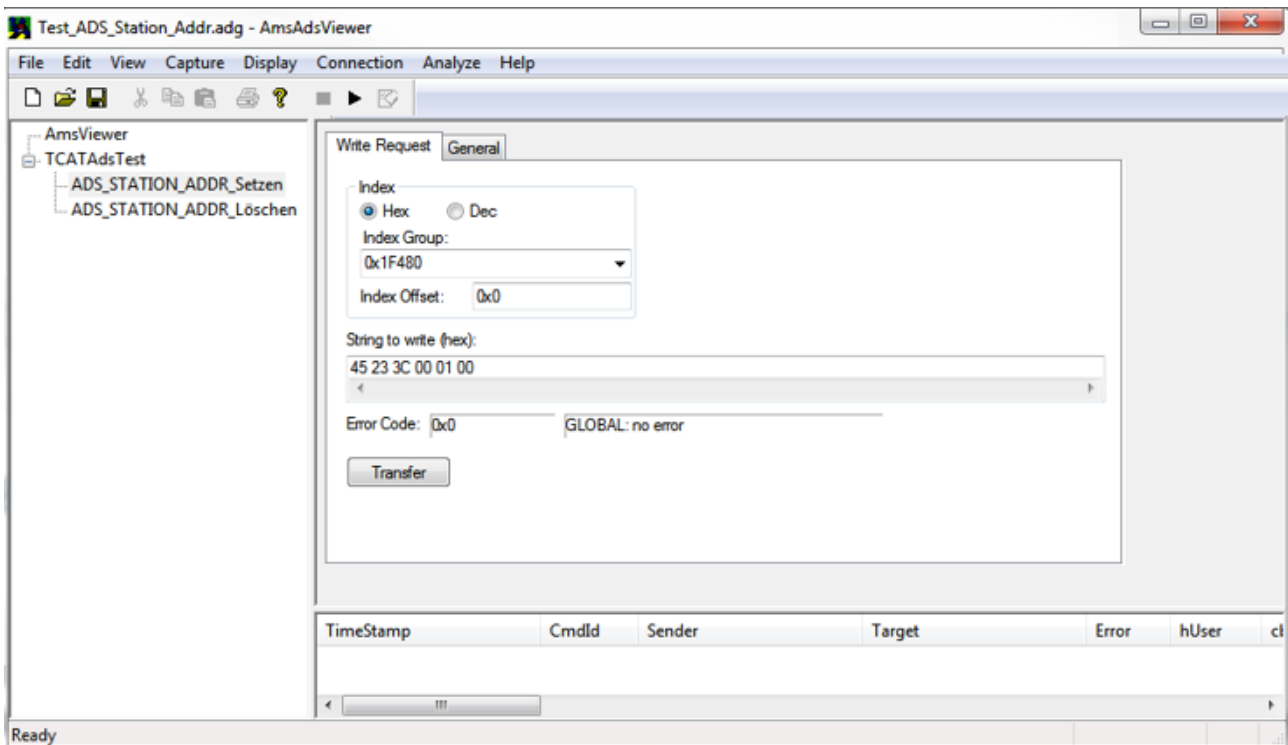 Test_ADS_Station_Addr.adg - AmsAdsViewer
File Edit View Capture Display Connection Analyze Help
AmsViewer
TCATAdsTest
ADS_STATION_ADDR_Setzen
ADS_STATION_ADDR_Löschen
Write Request General
Index
Hex Dec
Index Group:
0x1F480
Index Offset: 0x0
String to write (hex):
45 23 3C 00 01 00
Error Code: 0x0 GLOBAL: no error
Transfer
TimeStamp CmdId Sender Target Error hUser
Ready